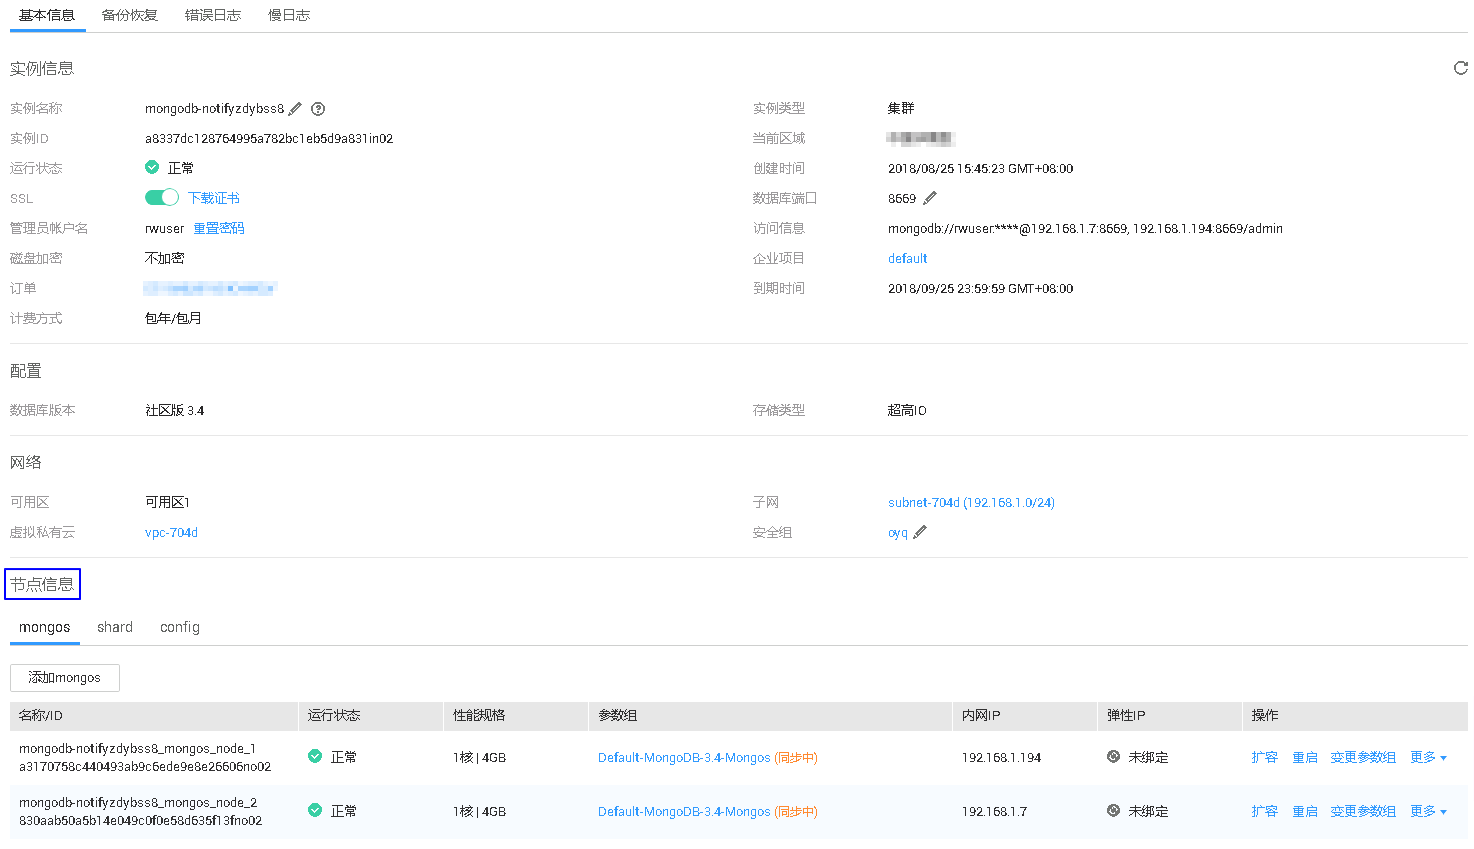 基本信息 备份恢复 错误日志 慢日志
实例信息
实例名称 mongodb-notifyzdybss8 实例类型 集群
实例ID a8337dc128764995a782bc1eb5d9a831in02 当前区域
运行状态 正常 创建时间 2018/08/25 15:45:23 GMT+08:00
SSL 下载证书 数据库端口 8669
管理员帐户名 rwuser 重置密码 访问信息 mongodb://rwuser:****@192.168.1.7:8669, 192.168.1.194:8669/admin
磁盘加密 不加密 企业项目 default
订单 到期时间 2018/09/25 23:59:59 GMT+08:00
计费方式 包年/包月
配置
数据库版本 社区版 3.4 存储类型 超高IO
网络
可用区 可用区1 子网 subnet-704d (192.168.1.0/24)
虚拟私有云 vpc-704d 安全组 oyq
节点信息
mongos shard config
添加mongos
名称/ID 运行状态 性能规格 参数组 内网IP 弹性IP 操作
mongodb-notifyzdybss8_mongos_node_1
a3170758c440493ab9c6ede9e8e26606no02 正常 1核 | 4GB Default-MongoDB-3.4-Mongos (同步中) 192.168.1.194 未绑定 扩容 重启 变更参数组 更多
mongodb-notifyzdybss8_mongos_node_2
830aab50a5b14e049c0f0e58d635f13fno02 正常 1核 | 4GB Default-MongoDB-3.4-Mongos (同步中) 192.168.1.7 未绑定 扩容 重启 变更参数组 更多